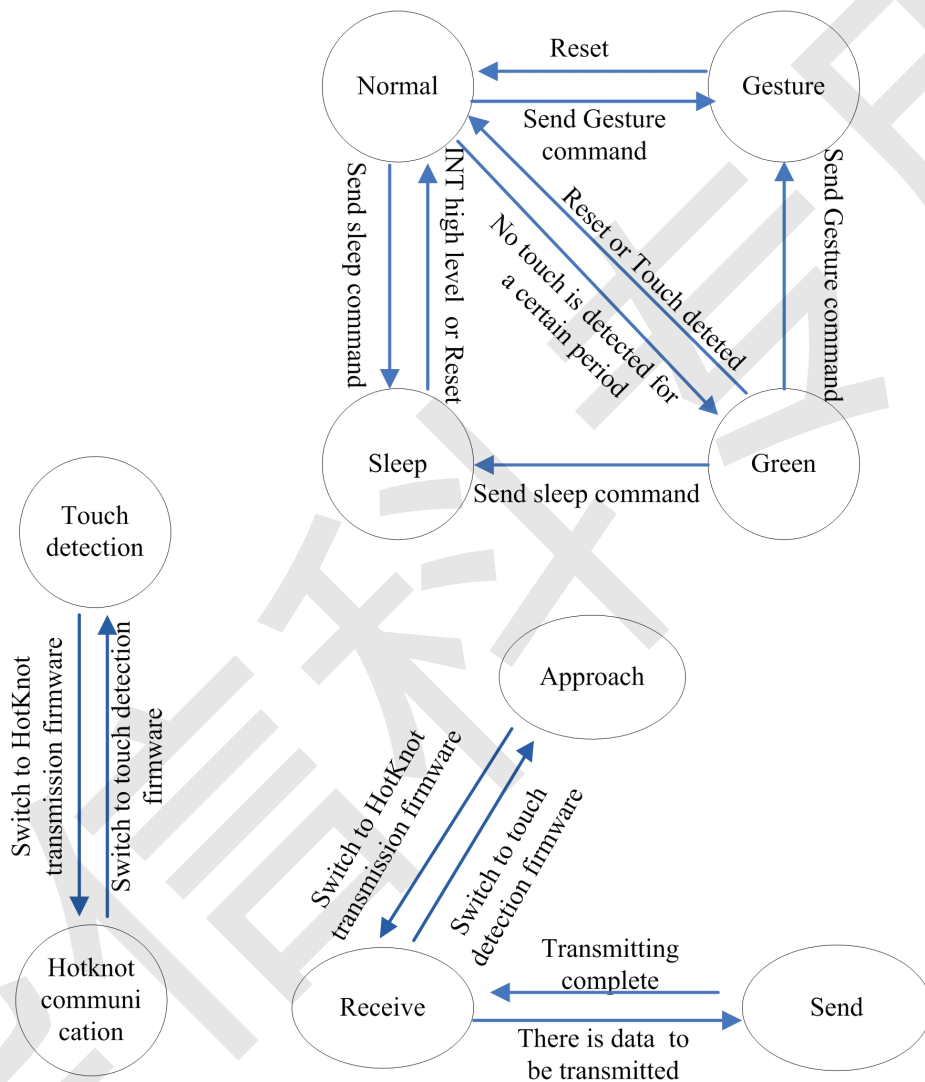 Reset
Normal
Gesture
Send Gesture
command
Send sleep command
INT high level or Reset
Reset or Touch deteted
No touch is detected for
a certain period
Send Gesture command
Sleep
Green
Send sleep command
Touch
detection
Switch to HotKnot
transmission firmware
Switch to touch detection
firmware
Hotknot
communi
cation
Approach
Switch to HotKnot
transmission firmware
Switch to touch
detection firmware
Transmitting
complete
Receive
Send
There is data to
be transmitted